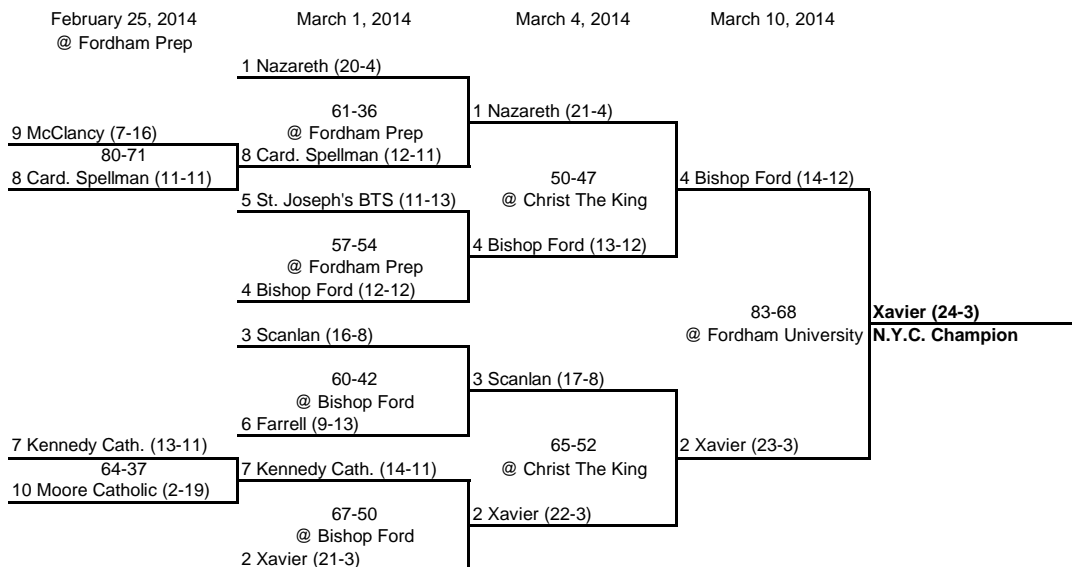 February 25, 2014
@ Fordham Prep
March 1, 2014
March 4, 2014
March 10, 2014
1 Nazareth (20-4)
61-36
@ Fordham Prep
1 Nazareth (21-4)
9 McClancy (7-16)
80-71
8 Card. Spellman (12-11)
8 Card. Spellman (11-11)
50-47
@ Christ The King
4 Bishop Ford (14-12)
5 St. Joseph's BTS (11-13)
57-54
@ Fordham Prep
4 Bishop Ford (13-12)
4 Bishop Ford (12-12)
83-68
@ Fordham University
Xavier (24-3)
N.Y.C. Champion
3 Scanlan (16-8)
60-42
@ Bishop Ford
3 Scanlan (17-8)
6 Farrell (9-13)
7 Kennedy Cath. (13-11)
64-37
10 Moore Catholic (2-19)
7 Kennedy Cath. (14-11)
65-52
@ Christ The King
2 Xavier (23-3)
67-50
@ Bishop Ford
2 Xavier (22-3)
2 Xavier (21-3)